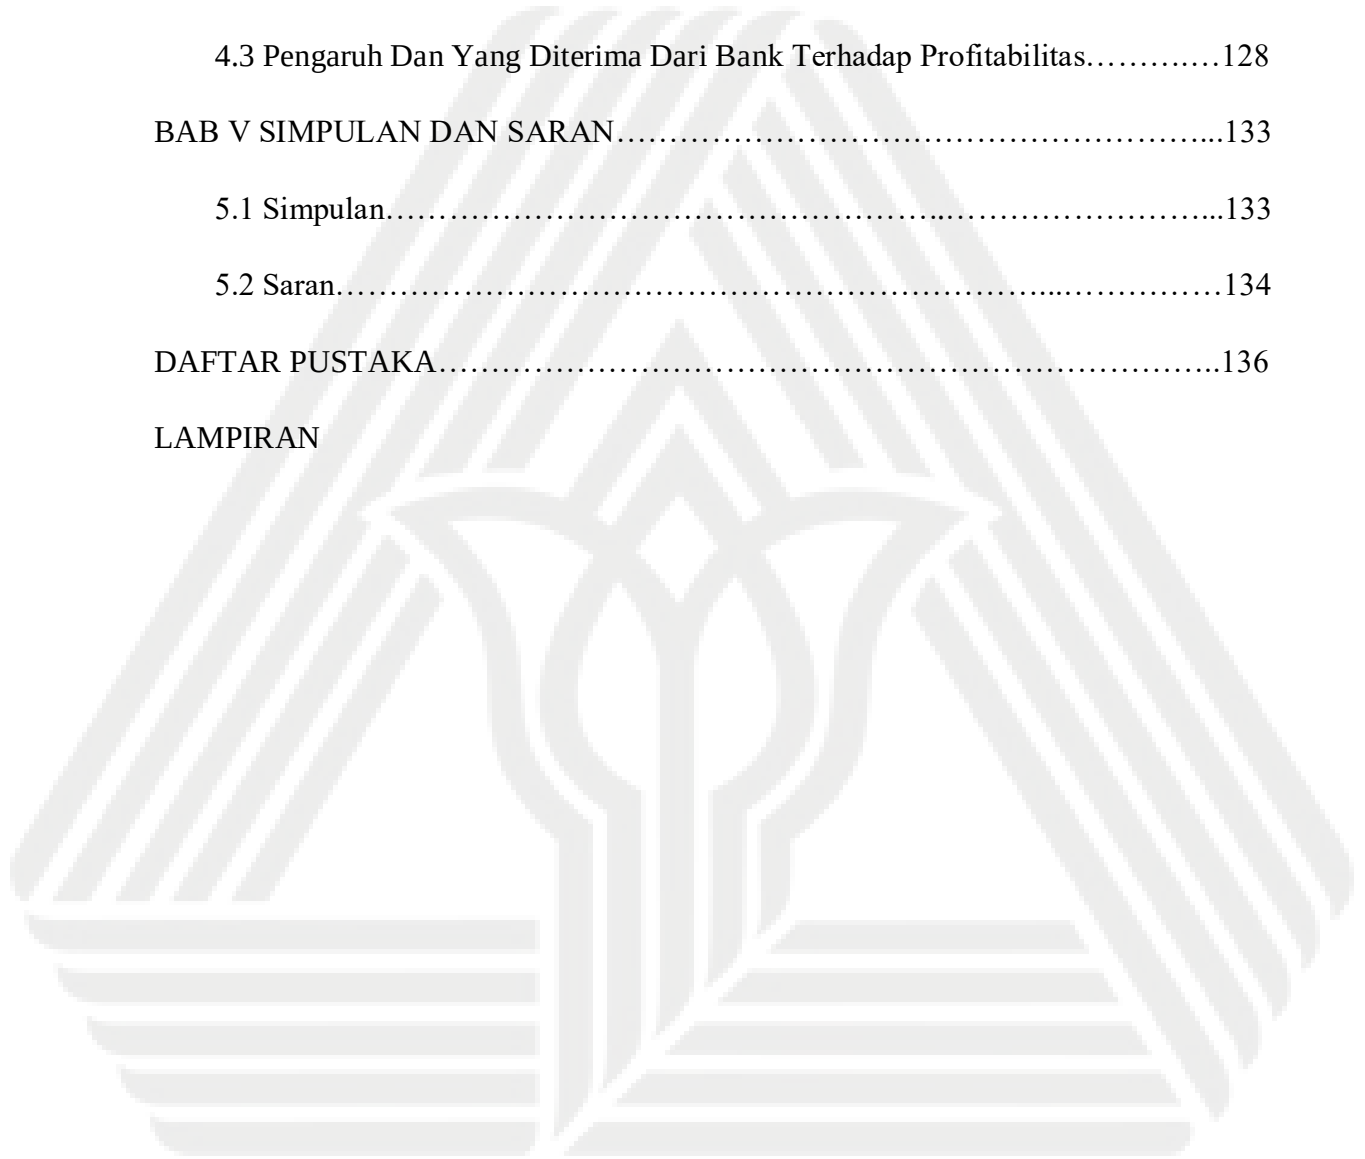 4.3 Pengaruh Dan Yang Diterima Dari Bank Terhadap Profitabilitas……….…128
BAB V SIMPULAN DAN SARAN…………………………………………………...133
5.1 Simpulan……………………………………………...……………………...133
5.2 Saran…………………………………………………………...……………134
DAFTAR PUSTAKA…………………………………………………………………..136
LAMPIRAN